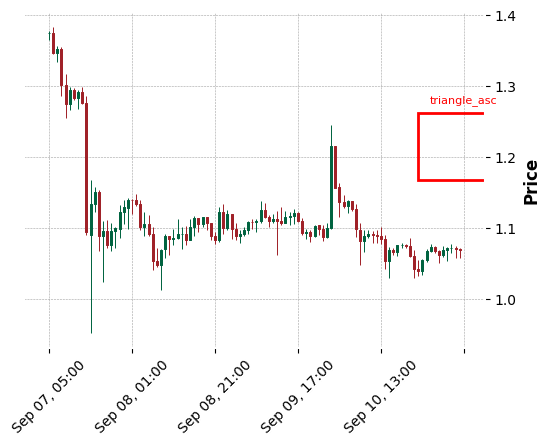 1.4
triangle_asc
1.3
1.2
1.1
1.0
Price
Sep 07, 05:00
Sep 08, 01:00
Sep 08, 21:00
Sep 09, 17:00
Sep 10, 13:00